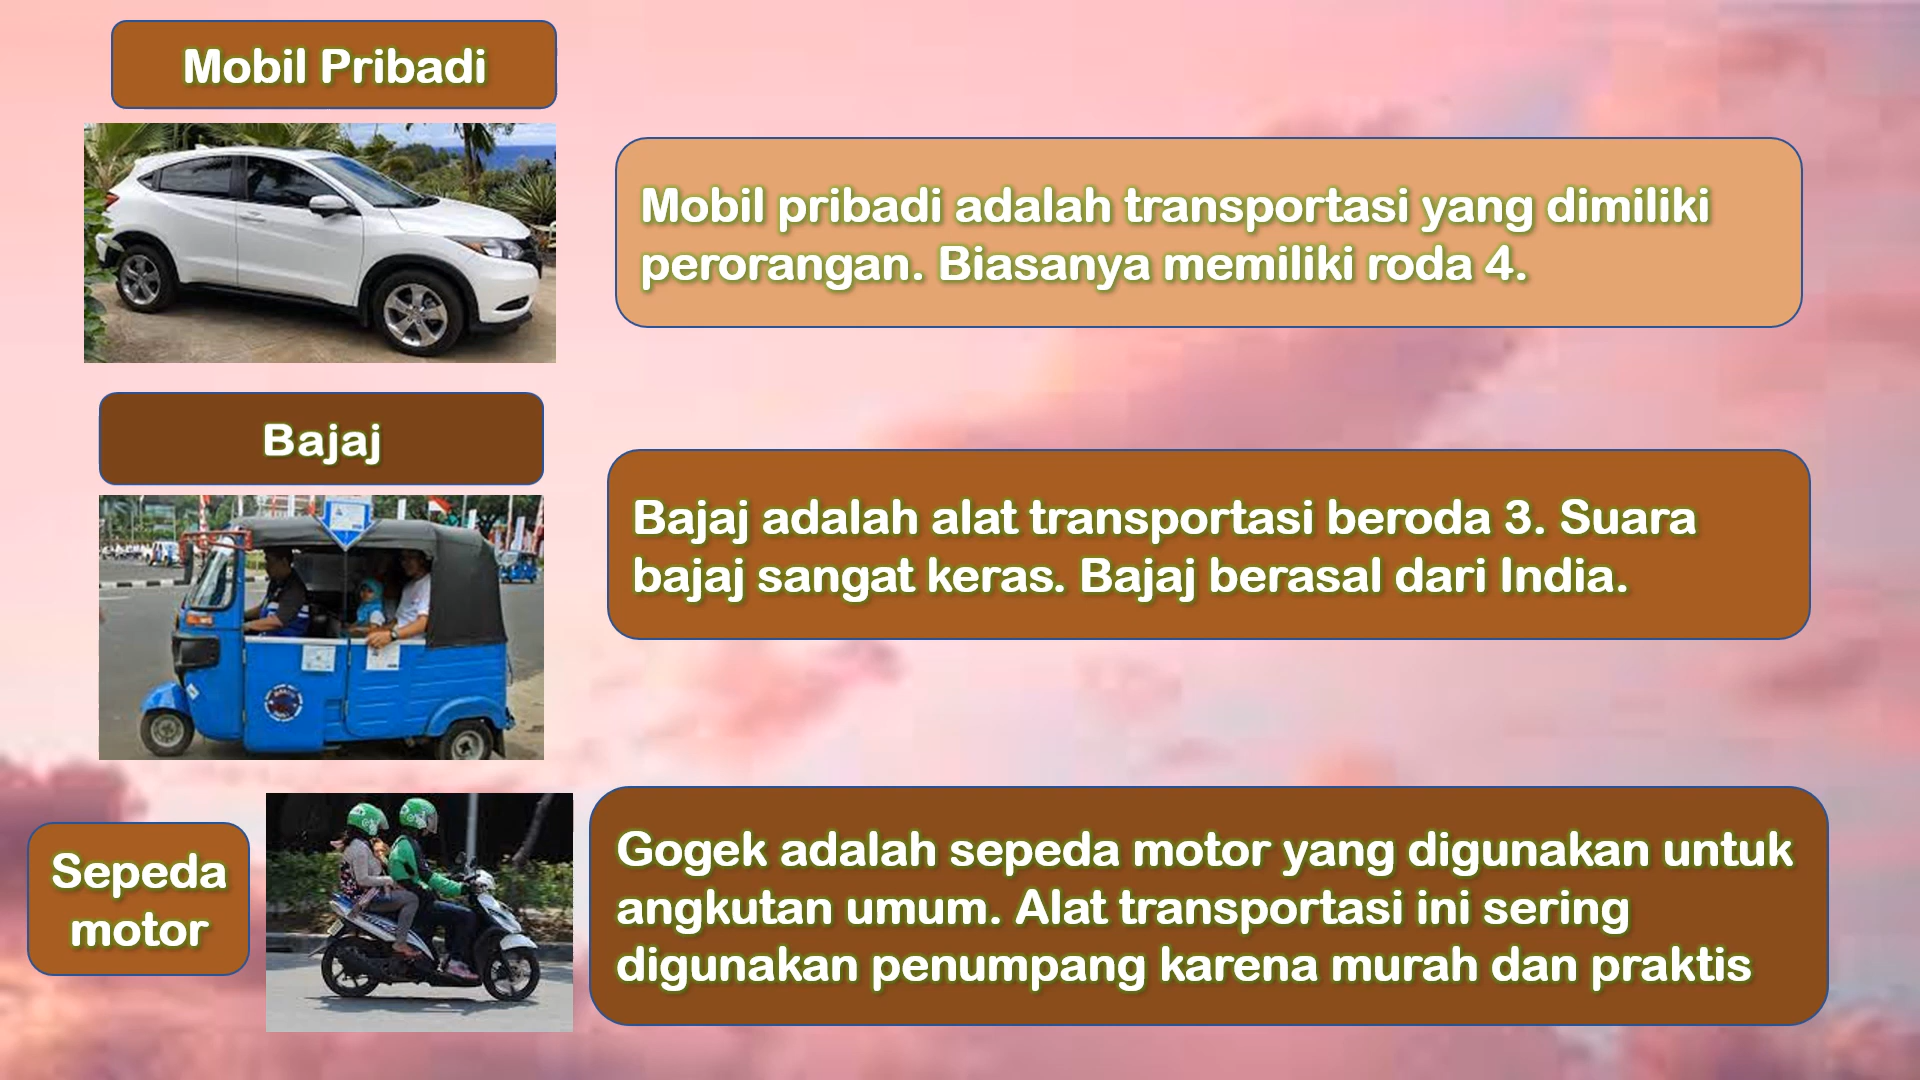 Mobil Pribadi
Mobil pribadi adalah transportasi yang dimiliki
perorangan. Biasanya memiliki roda 4.
Bajaj
Bajaj adalah alat transportasi beroda 3. Suara
bajaj sangat keras. Bajaj berasal dari India.
Sepeda
motor
Gogek adalah sepeda motor yang digunakan untuk
angkutan umum. Alat transportasi ini sering
digunakan penumpang karena murah dan praktis